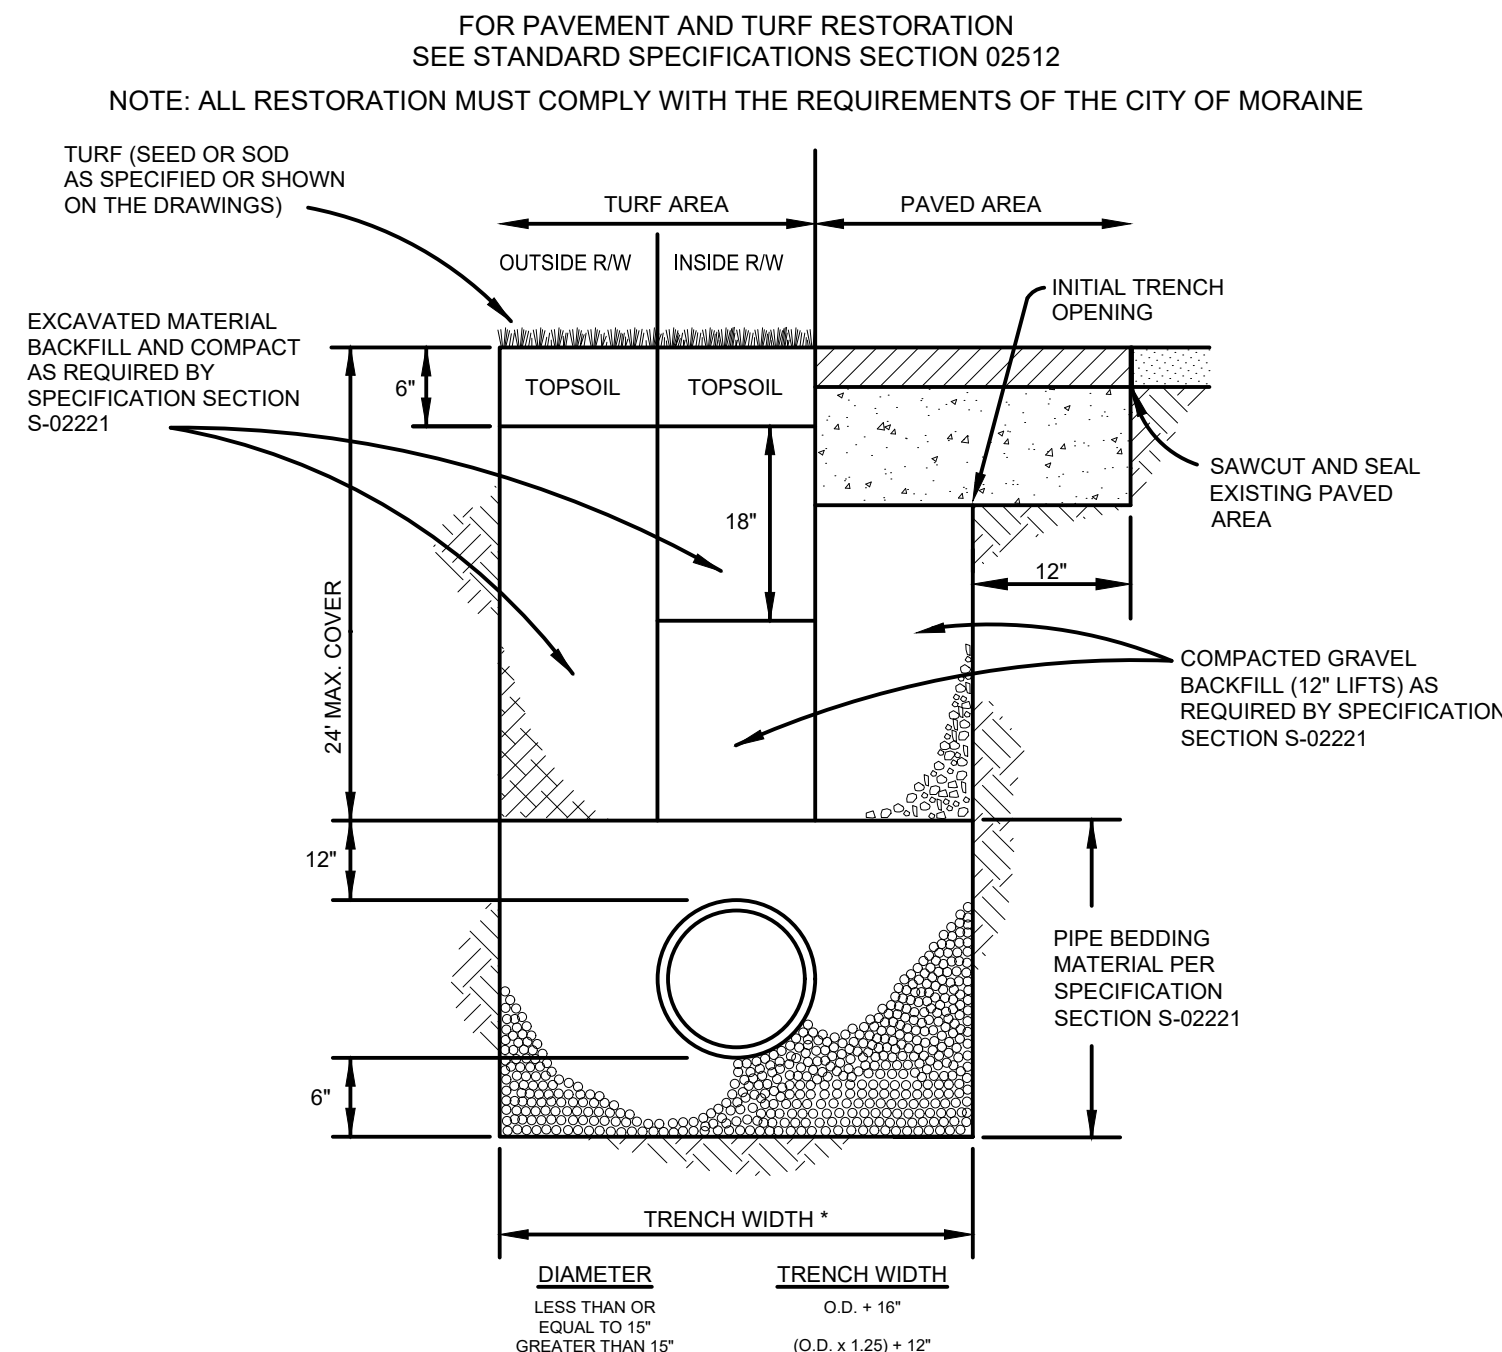 FOR PAVEMENT AND TURF RESTORATION
SEE STANDARD SPECIFICATIONS SECTION 02512
NOTE: ALL RESTORATION MUST COMPLY WITH THE REQUIREMENTS OF THE CITY OF MORAINE
TURF (SEED OR SOD
AS SPECIFIED OR SHOWN
ON THE DRAWINGS)
TURF AREA
PAVED AREA
OUTSIDE R/W
INSIDE R/W
INITIAL TRENCH
OPENING
EXCAVATED MATERIAL
BACKFILL AND COMPACT
AS REQUIRED BY
SPECIFICATION SECTION
S-02221
6"
TOPSOIL
TOPSOIL
18"
SAWCUT AND SEAL
EXISTING PAVED
AREA
12"
24' MAX. COVER
COMPACTED GRAVEL
BACKFILL (12" LIFTS) AS
REQUIRED BY SPECIFICATION
SECTION S-02221
12"
PIPE BEDDING
MATERIAL PER
SPECIFICATION
SECTION S-02221
6"
TRENCH WIDTH *
DIAMETER
TRENCH WIDTH
LESS THAN OR
EQUAL TO 15"
O.D. + 16"
GREATER THAN 15"
(O.D. x 1.25) + 12"